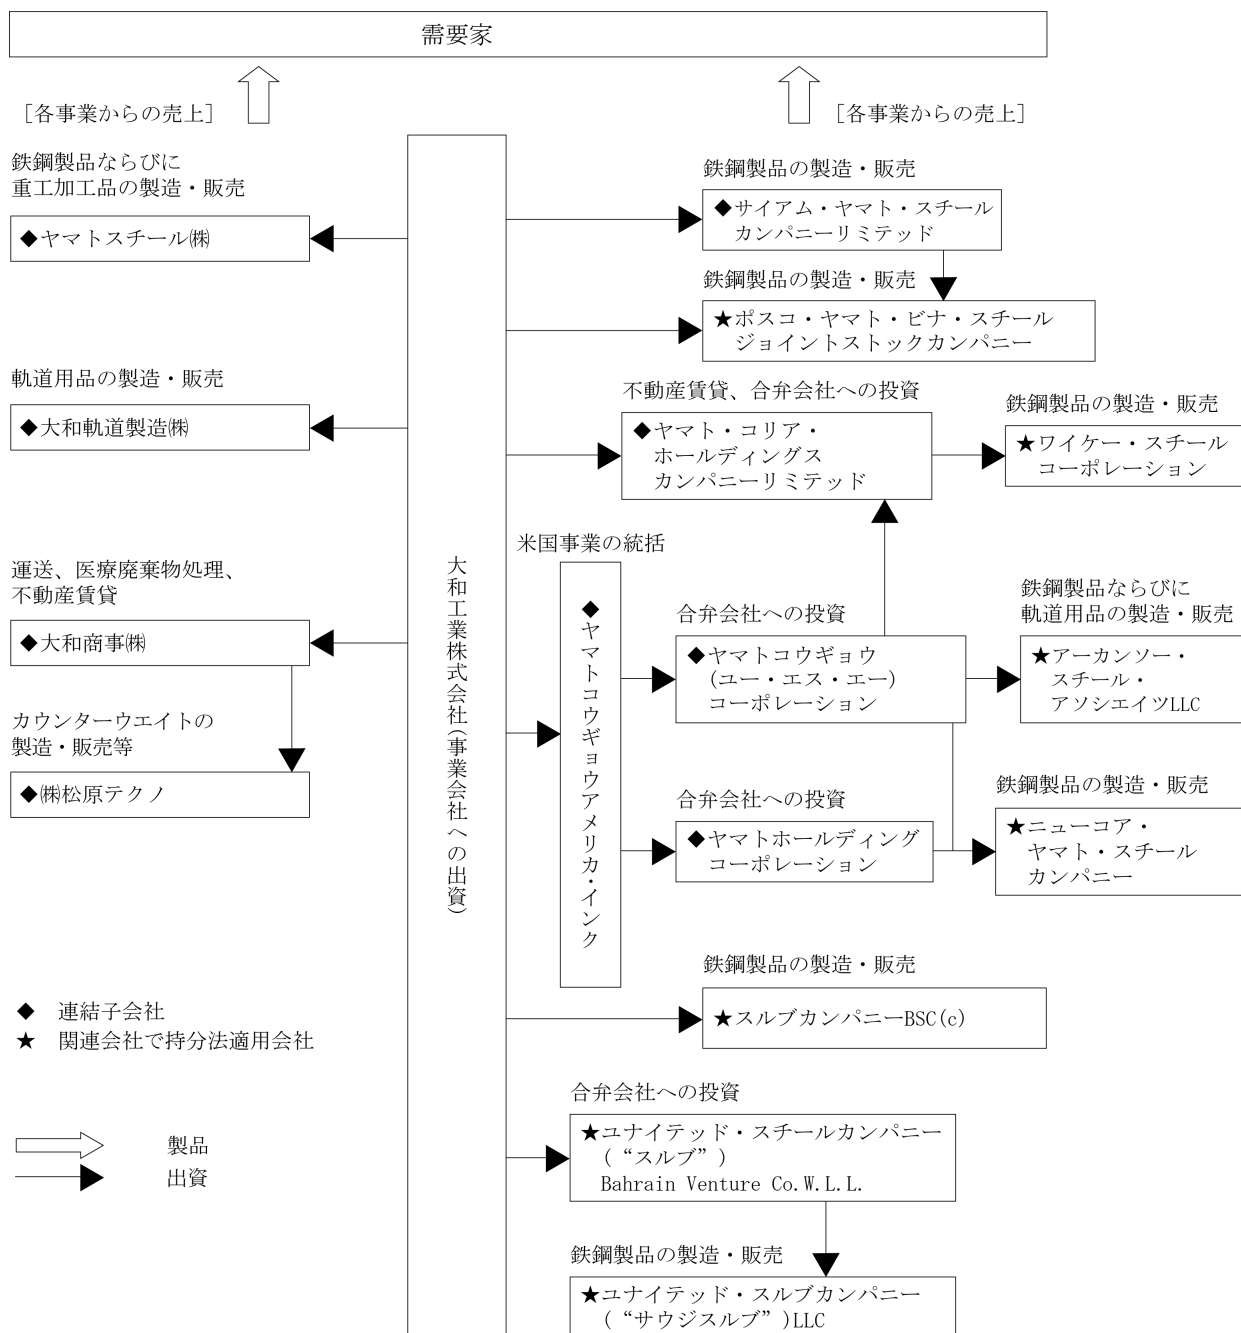 需要家
[各事業からの売上]
[各事業からの売上]
鉄鋼製品ならびに
重工加工品の製造・販売
◆ヤマトスチール㈱
軌道用品の製造・販売
◆大和軌道製造㈱
運送、医療廃棄物処理、
不動産賃貸
◆大和商事㈱
カウンターウエイトの
製造・販売等
◆㈱松原テクノ
◆ 連結子会社
★ 関連会社で持分法適用会社
製品
出資
大和工業株式会社(事業会社への出資)
鉄鋼製品の製造・販売
◆サイアム・ヤマト・スチール
カンパニーリミテッド
鉄鋼製品の製造・販売
★ポスコ・ヤマト・ビナ・スチール
ジョイントストックカンパニー
不動産賃貸、合弁会社への投資
◆ヤマト・コリア・
ホールディングス
カンパニーリミテッド
鉄鋼製品の製造・販売
★ワイケー・スチール
コーポレーション
米国事業の統括
◆ヤマトコウギョウアメリカ・インク
合弁会社への投資
◆ヤマトコウギョウ
(ユー・エス・エー)
コーポレーション
鉄鋼製品ならびに
軌道用品の製造・販売
★アーカンソー・
スチール・
アソシエイツLLC
合弁会社への投資
◆ヤマトホールディング
コーポレーション
鉄鋼製品の製造・販売
★ニューコア・
ヤマト・スチール
カンパニー
鉄鋼製品の製造・販売
★スルブカンパニーBSC(c)
合弁会社への投資
★ユナイテッド・スチールカンパニー
(“スルブ”)
Bahrain Venture Co.W.L.L.
鉄鋼製品の製造・販売
★ユナイテッド・スルブカンパニー
(“サウジスルブ”)LLC